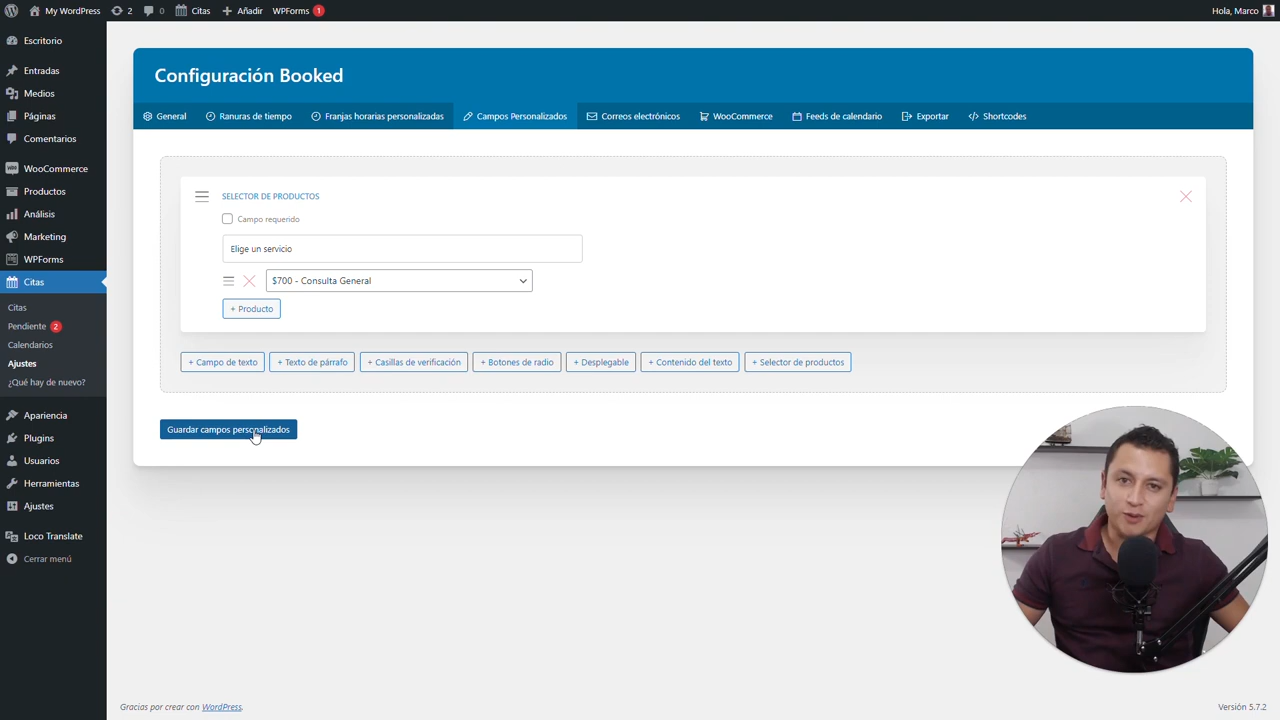 My WordPress 2 0 Citas Añadir WPForms 1 Hola, Marco
Escritorio
Entradas
Medios
Páginas
Comentarios
WooCommerce
Productos
Análisis
Marketing
WPForms
Citas
Citas
Pendiente 2
Calendarios
Ajustes
¿Qué hay de nuevo?
Apariencia
Plugins
Usuarios
Herramientas
Ajustes
Loco Translate
Cerrar menú
Configuración Booked
General Ranuras de tiempo Franjas horarias personalizadas Campos Personalizados Correos electrónicos WooCommerce Feeds de calendario Exportar Shortcodes
SELECTOR DE PRODUCTOS
Campo requerido
Elige un servicio
$700 - Consulta General
+ Producto
+ Campo de texto + Texto de párrafo + Casillas de verificación + Botones de radio + Desplegable + Contenido del texto + Selector de productos
Guardar campos personalizados
Gracias por crear con WordPress. Versión 5.7.2